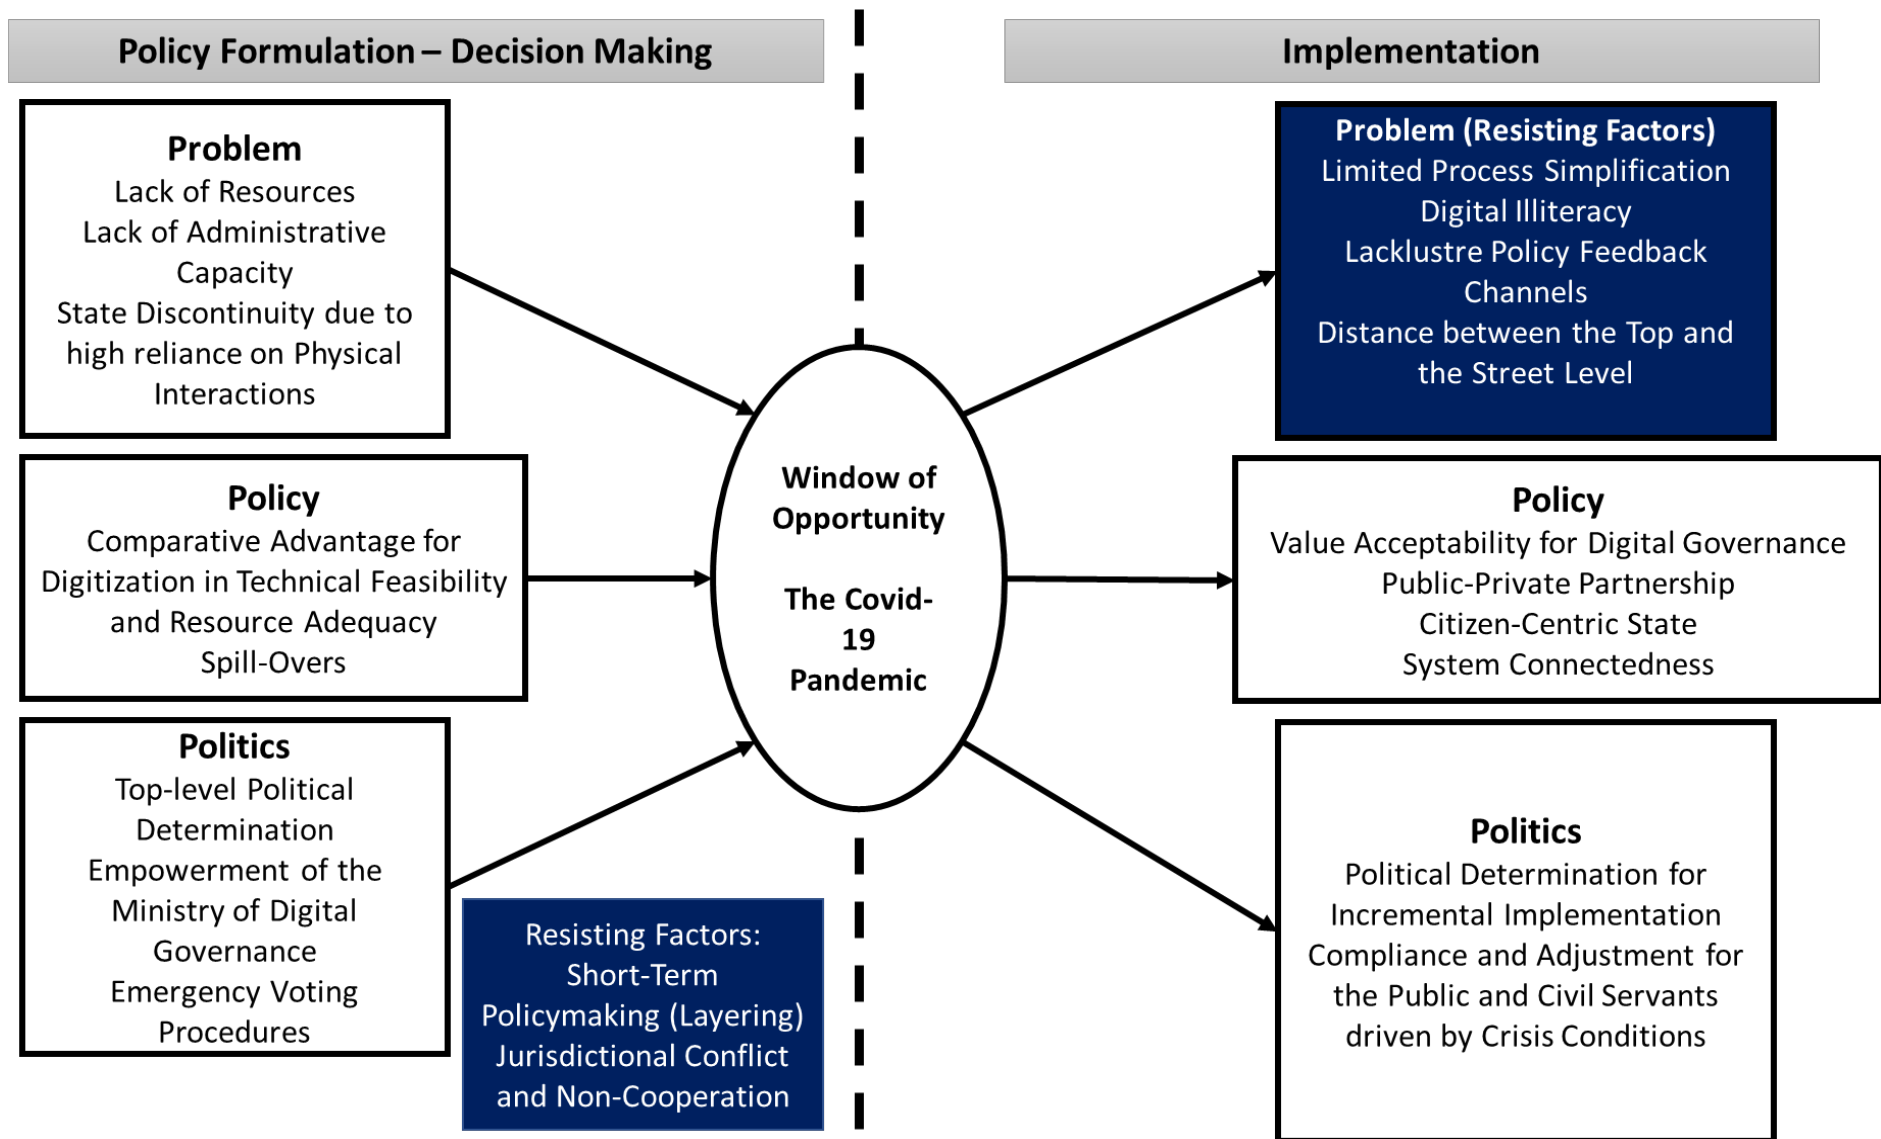 Policy Formulation – Decision Making
Problem
Lack of Resources
Lack of Administrative
Capacity
State Discontinuity due to
high reliance on Physical
Interactions
Policy
Comparative Advantage for
Digitization in Technical Feasibility
and Resource Adequacy
Spill-Overs
Politics
Top-level Political
Determination
Empowerment of the
Ministry of Digital
Governance
Emergency Voting
Procedures
Resisting Factors:
Short-Term
Policymaking (Layering)
Jurisdictional Conflict
and Non-Cooperation
Window of
Opportunity
The Covid-
19
Pandemic
Implementation
Problem (Resisting Factors)
Limited Process Simplification
Digital Illiteracy
Lacklustre Policy Feedback
Channels
Distance between the Top and
the Street Level
Policy
Value Acceptability for Digital Governance
Public-Private Partnership
Citizen-Centric State
System Connectedness
Politics
Political Determination for
Incremental Implementation
Compliance and Adjustment for
the Public and Civil Servants
driven by Crisis Conditions